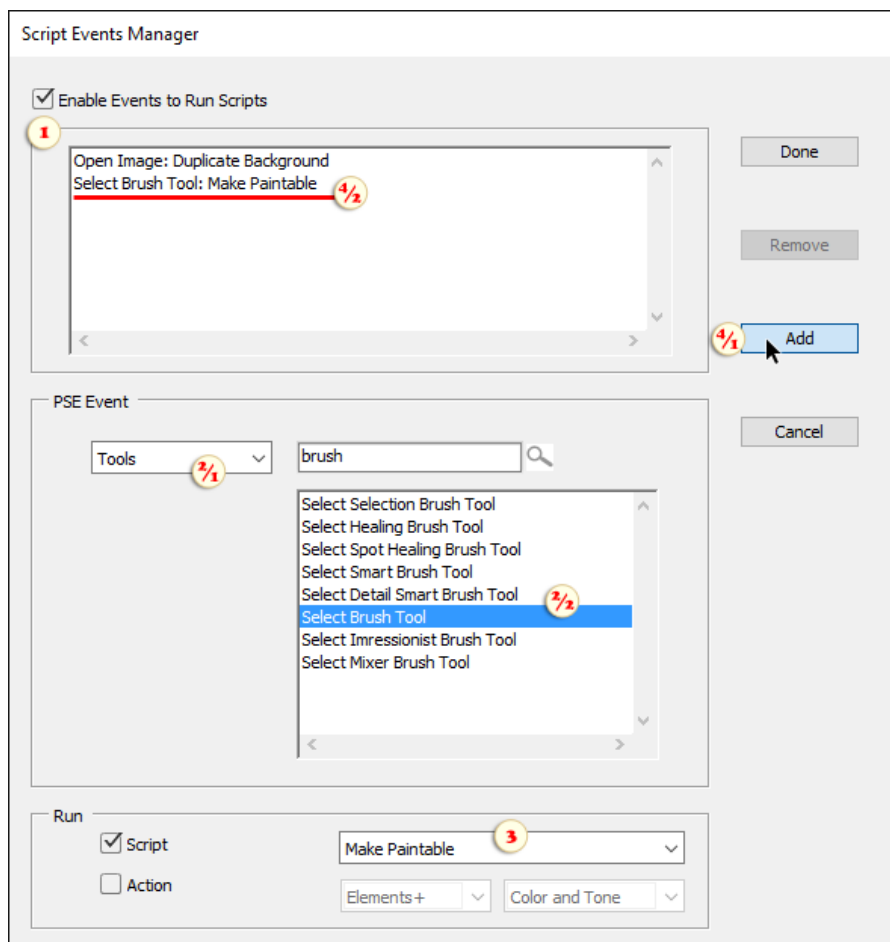 Script Events Manager
Enable Events to Run Scripts
1
Open Image: Duplicate Background
Select Brush Tool: Make Paintable
4/2
Done
Remove
4/1
Add
Cancel
PSE Event
Tools
2/1
brush
Select Selection Brush Tool
Select Healing Brush Tool
Select Spot Healing Brush Tool
Select Smart Brush Tool
Select Detail Smart Brush Tool
2/2
Select Brush Tool
Select Imressionist Brush Tool
Select Mixer Brush Tool
Run
Script
Make Paintable
3
Action
Elements+
Color and Tone